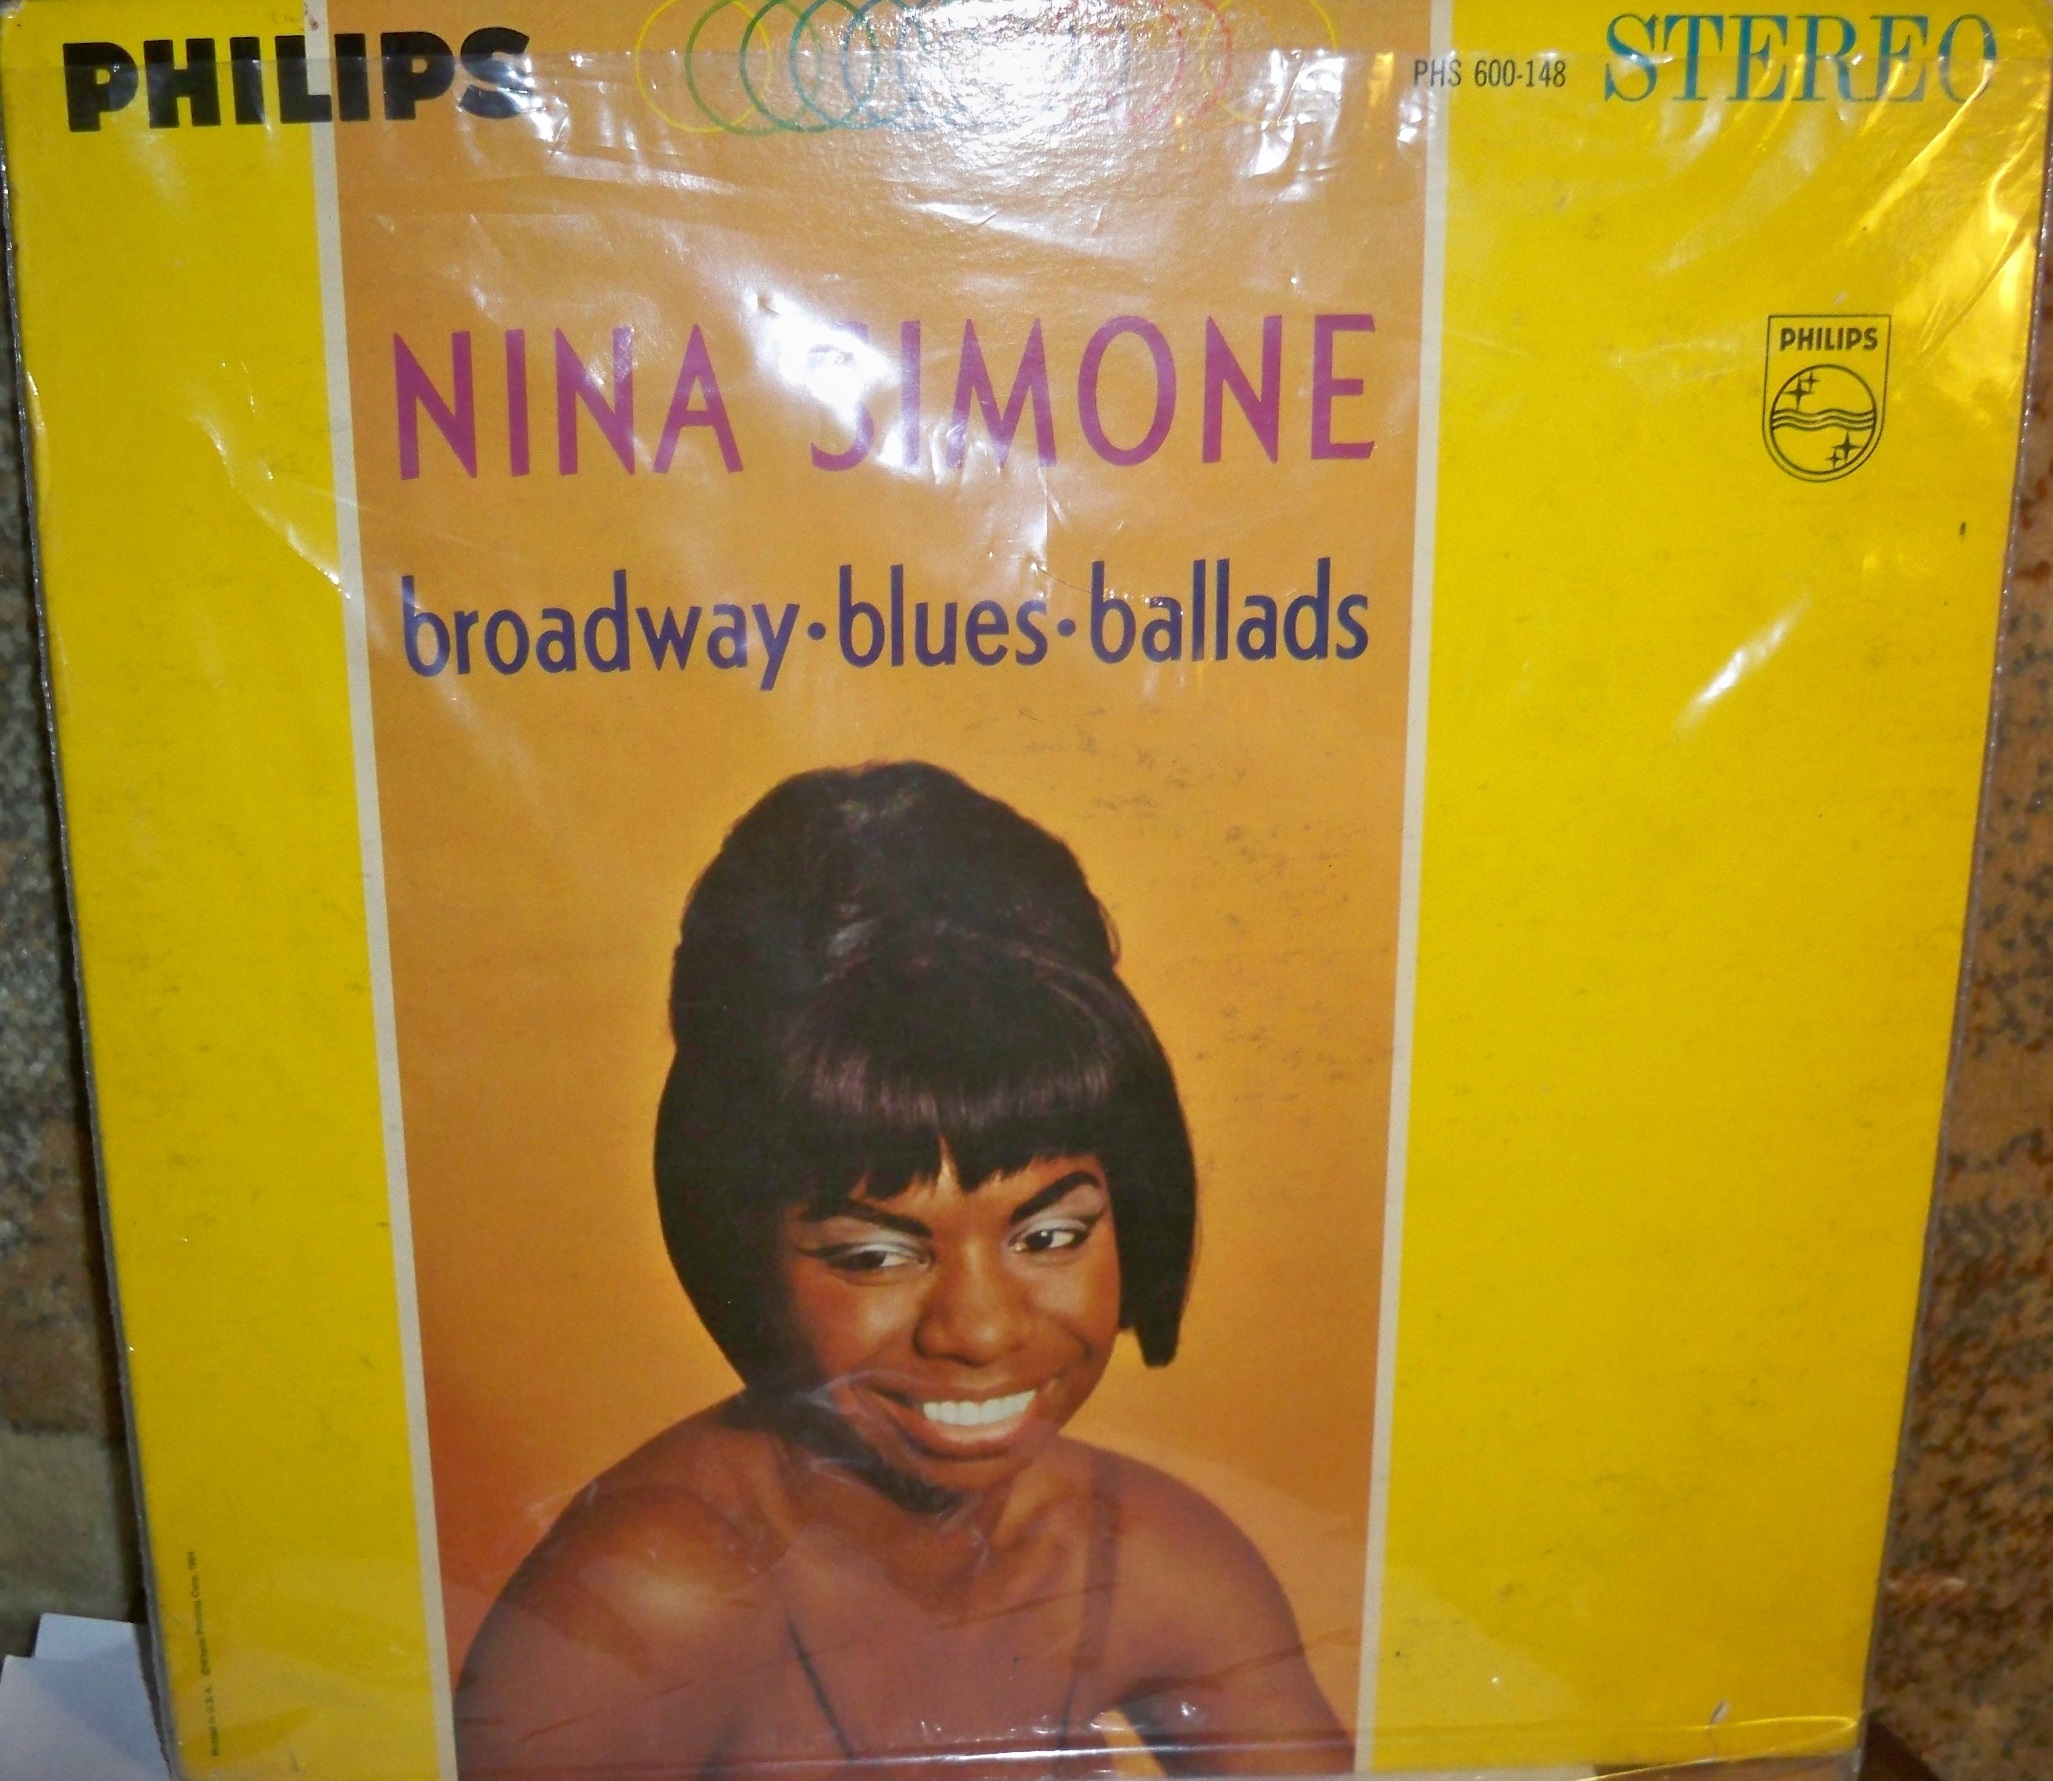 PHILIPS
PHS 600-148 STEREO
PHILIPS
NINA SIMONE
broadway·blues·ballads